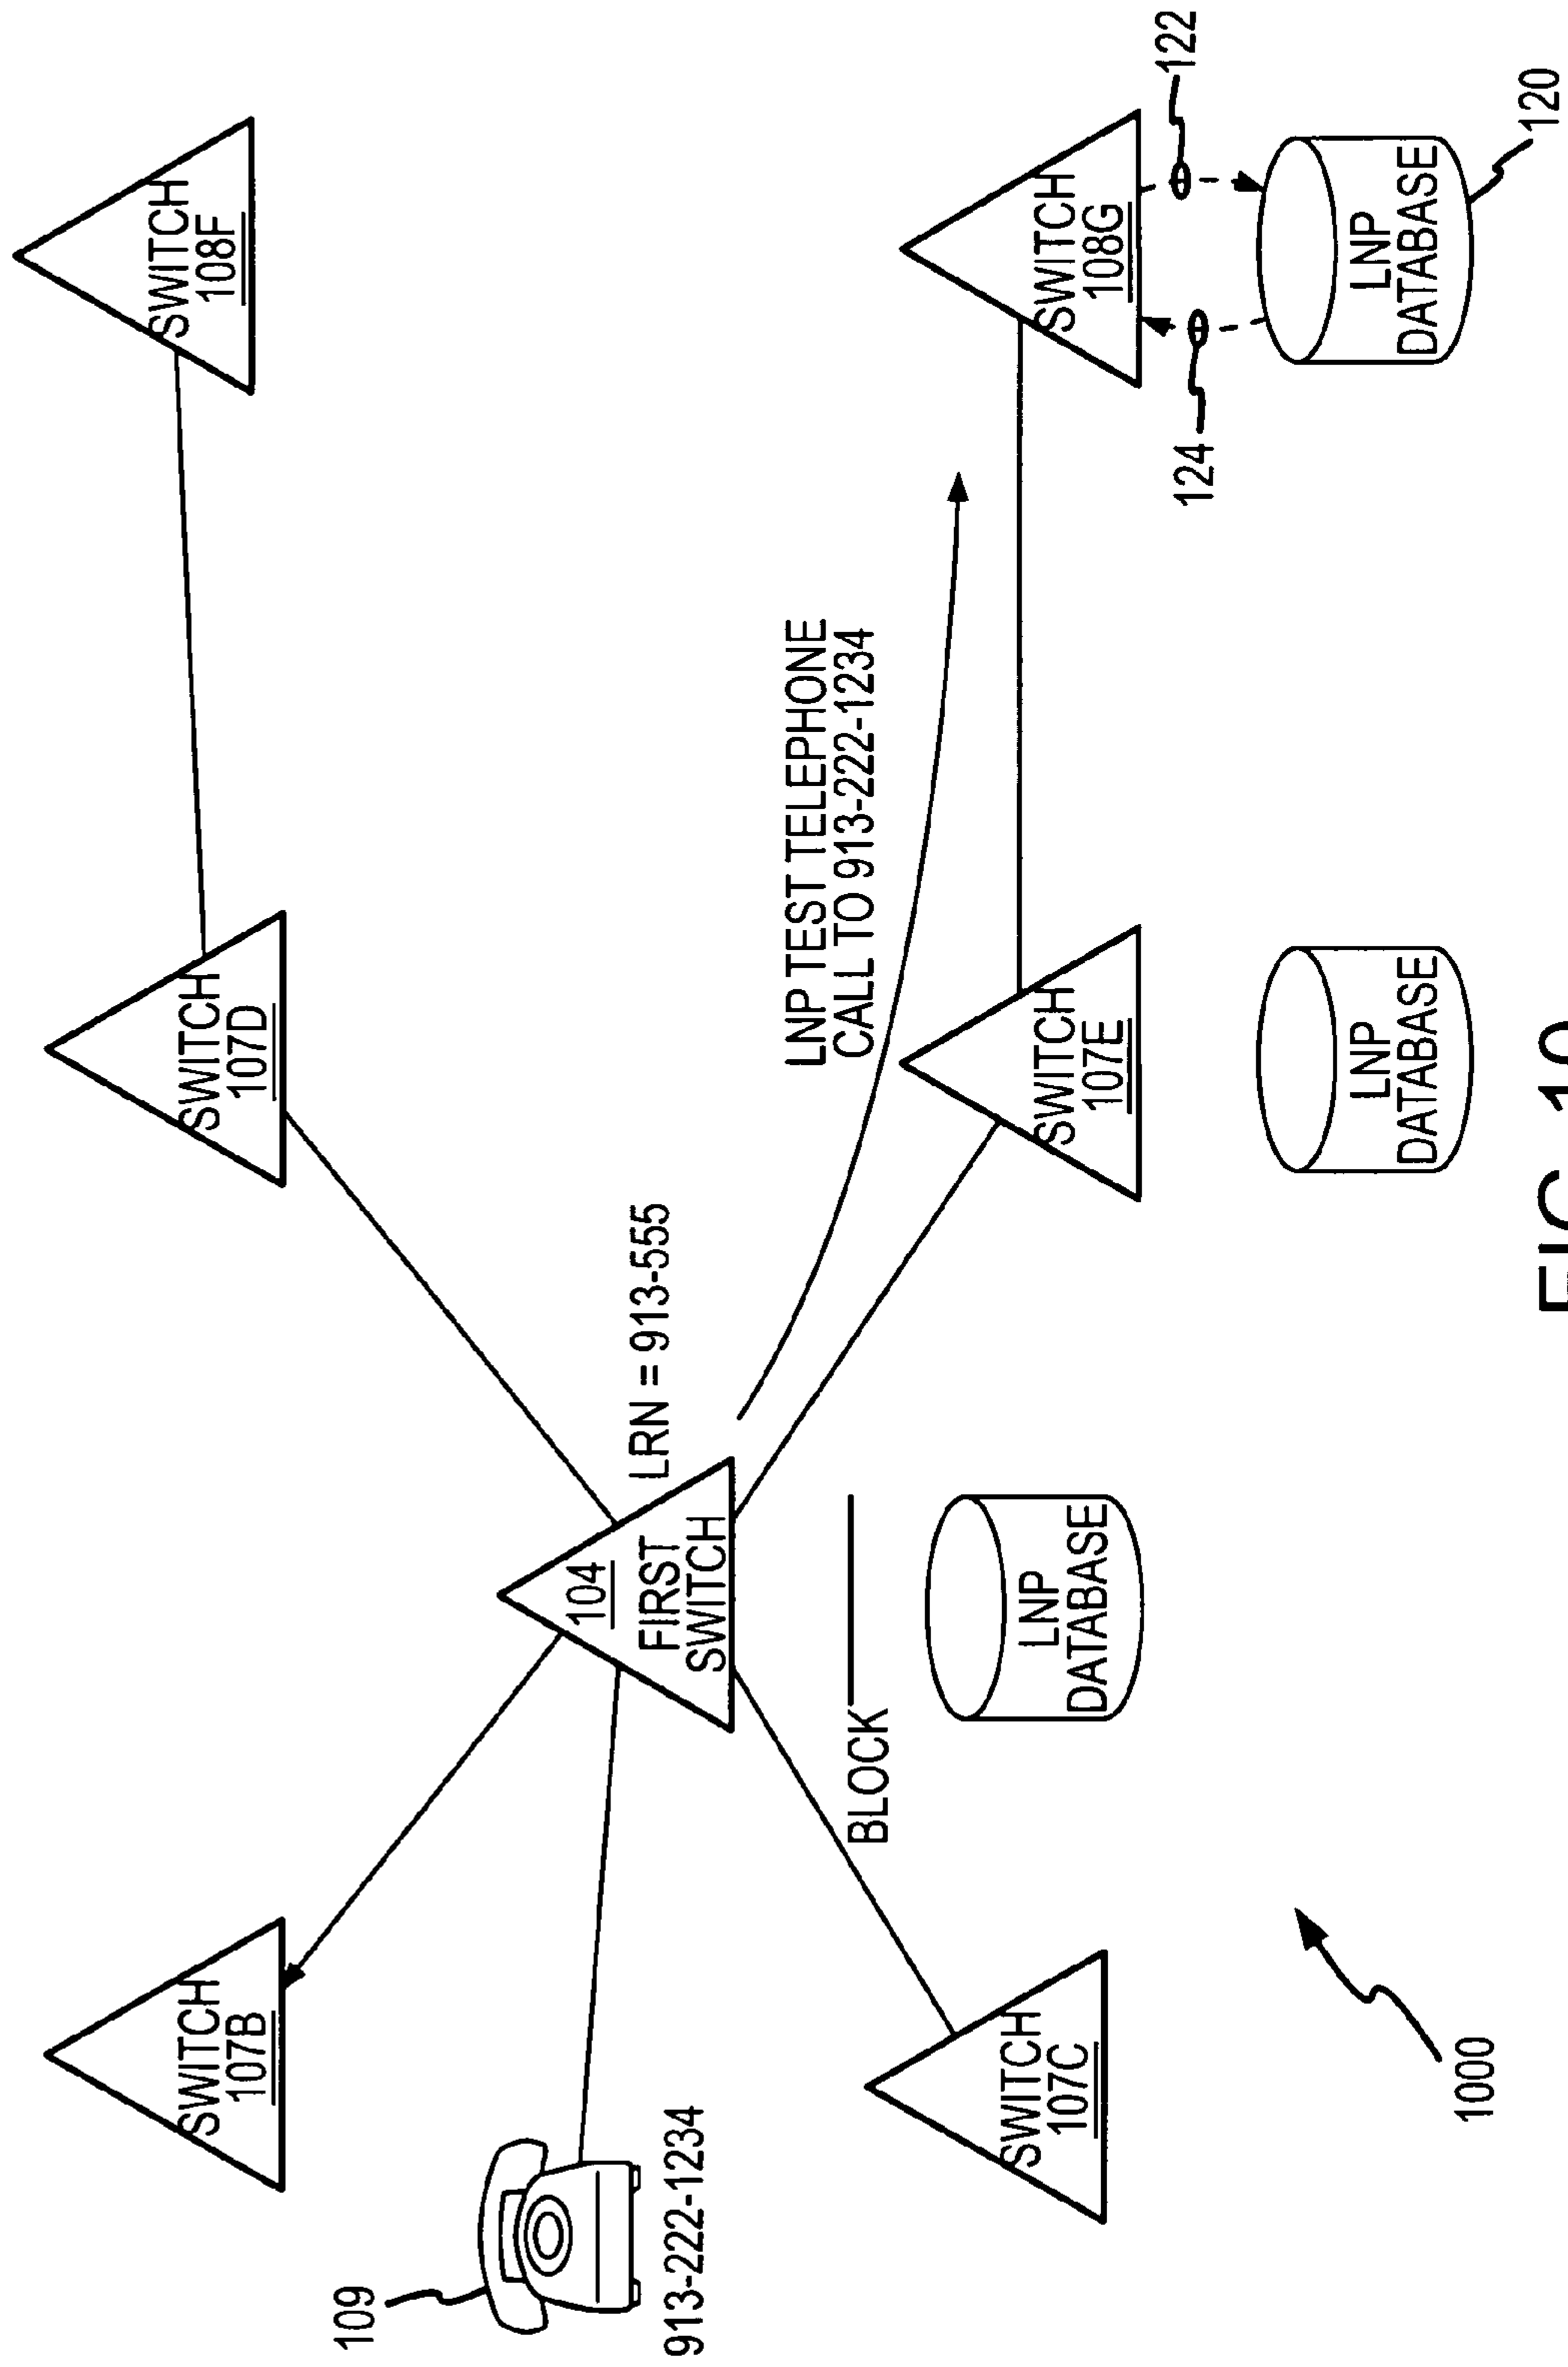 SWITCH
107B
SWITCH
107D
SWITCH
108F
109
913-222-1234
104
FIRST
SWITCH
LRN = 913-555
LNP TEST TELEPHONE
CALL TO 913-222-1234
BLOCK
SWITCH
107C
SWITCH
107E
SWITCH
108G
LNP
DATABASE
124
122
LNP
DATABASE
LNP
DATABASE
120
1000
FIG. 10